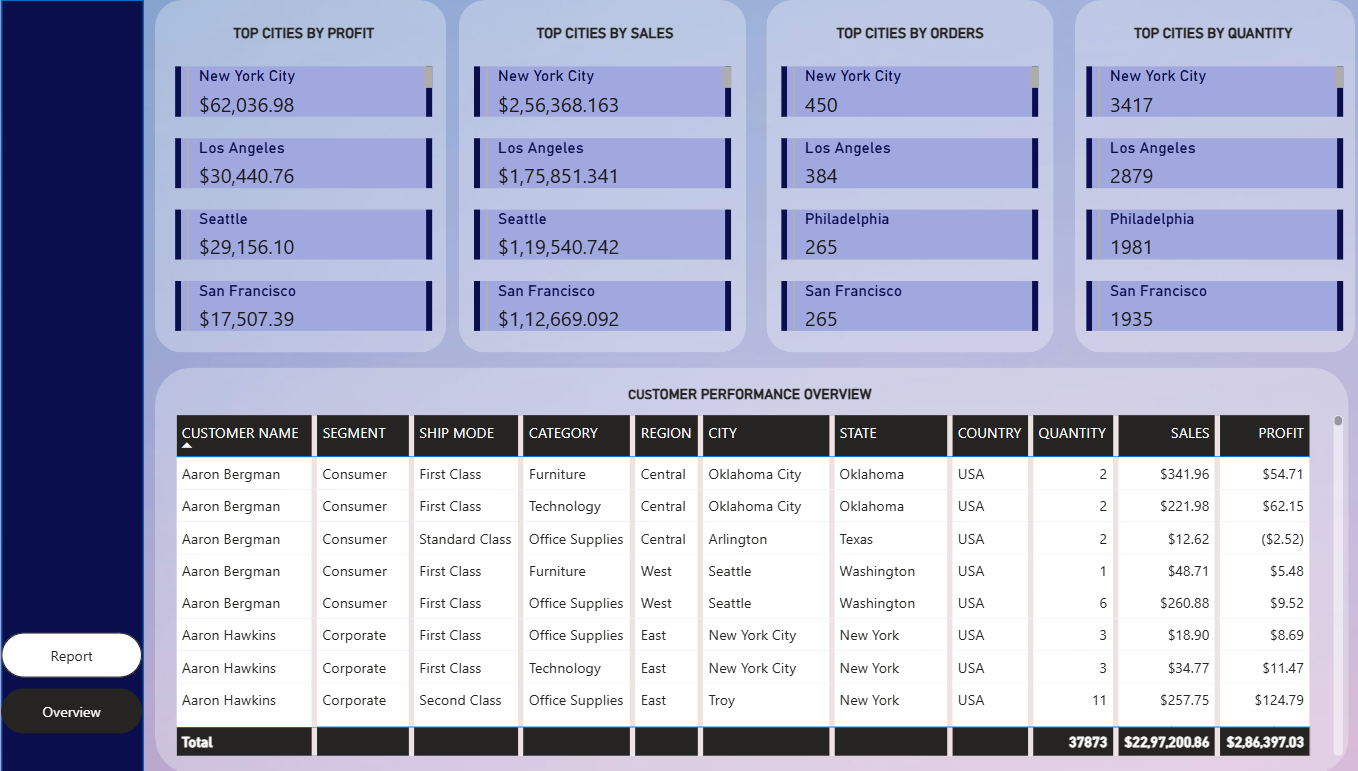 TOP CITIES BY PROFIT
New York City
$62,036.98
Los Angeles
$30,440.76
Seattle
$29,156.10
San Francisco
$17,507.39
TOP CITIES BY SALES
New York City
$2,56,368.163
Los Angeles
$1,75,851.341
Seattle
$1,19,540.742
San Francisco
$1,12,669.092
TOP CITIES BY ORDERS
New York City
450
Los Angeles
384
Philadelphia
265
San Francisco
265
TOP CITIES BY QUANTITY
New York City
3417
Los Angeles
2879
Philadelphia
1981
San Francisco
1935
CUSTOMER PERFORMANCE OVERVIEW
CUSTOMER NAME SEGMENT SHIP MODE CATEGORY REGION CITY STATE COUNTRY QUANTITY SALES PROFIT
Aaron Bergman Consumer First Class Furniture Central Oklahoma City Oklahoma USA 2 $341.96 $54.71
Aaron Bergman Consumer First Class Technology Central Oklahoma City Oklahoma USA 2 $221.98 $62.15
Aaron Bergman Consumer Standard Class Office Supplies Central Arlington Texas USA 2 $12.62 ($2.52)
Aaron Bergman Consumer First Class Furniture West Seattle Washington USA 1 $48.71 $5.48
Aaron Bergman Consumer First Class Office Supplies West Seattle Washington USA 6 $260.88 $9.52
Aaron Hawkins Corporate First Class Office Supplies East New York City New York USA 3 $18.90 $8.69
Aaron Hawkins Corporate First Class Technology East New York City New York USA 3 $34.77 $11.47
Aaron Hawkins Corporate Second Class Office Supplies East Troy New York USA 11 $257.75 $124.79
Total 37873 $22,97,200.86 $2,86,397.03
Report
Overview